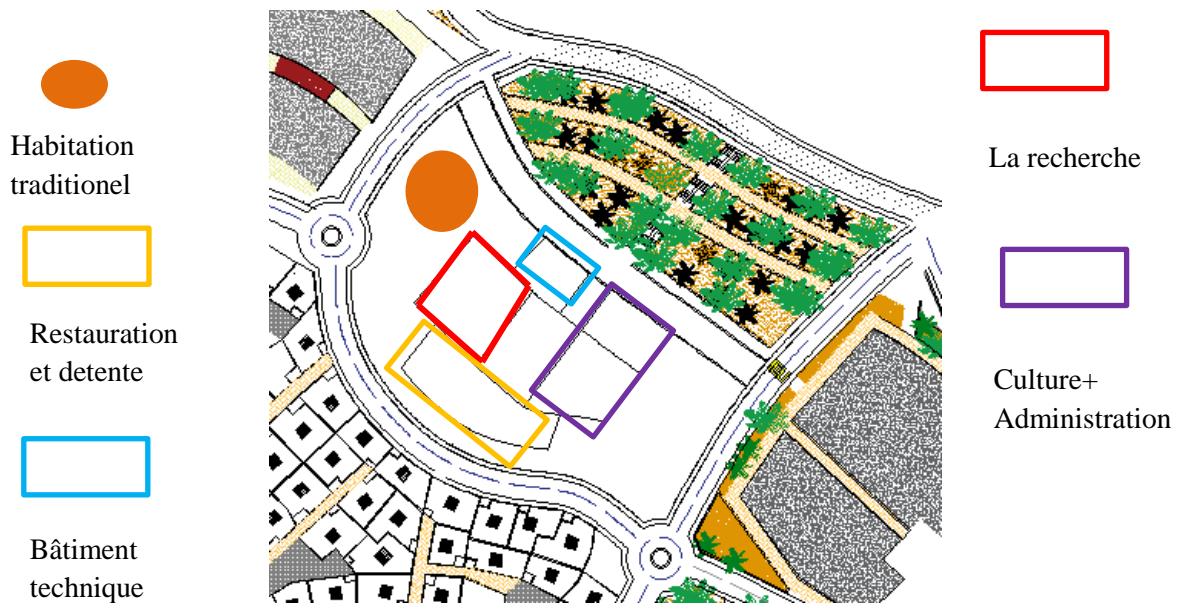 Habitation
traditionel
Restauration
et detente
Bâtiment
technique
La recherche
Culture+
Administration